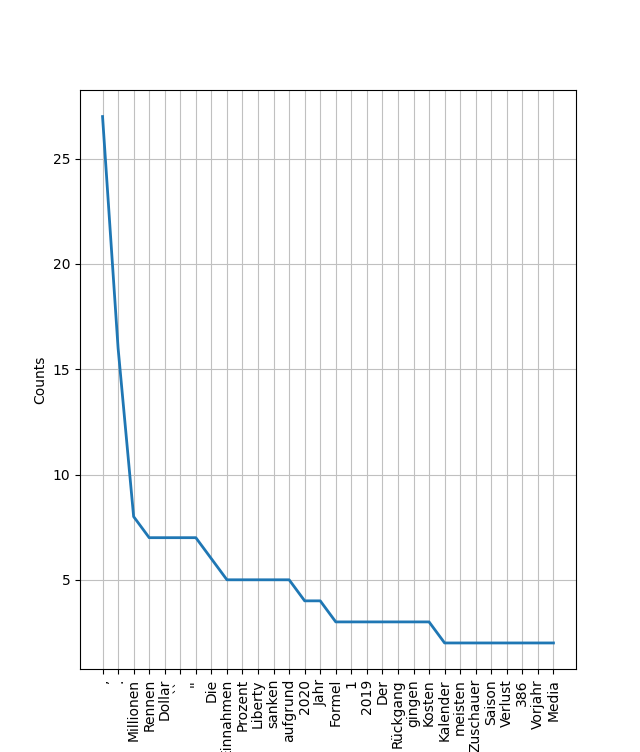 Counts
25
20
15
10
5
,
.
Millionen
Rennen
Dollar
``
''
Die
innahmen
Prozent
Liberty
sanken
aufgrund
2020
Jahr
Formel
1
2019
Der
Rückgang
gingen
Kosten
Kalender
meisten
Zuschauer
Saison
Verlust
386
Vorjahr
Media